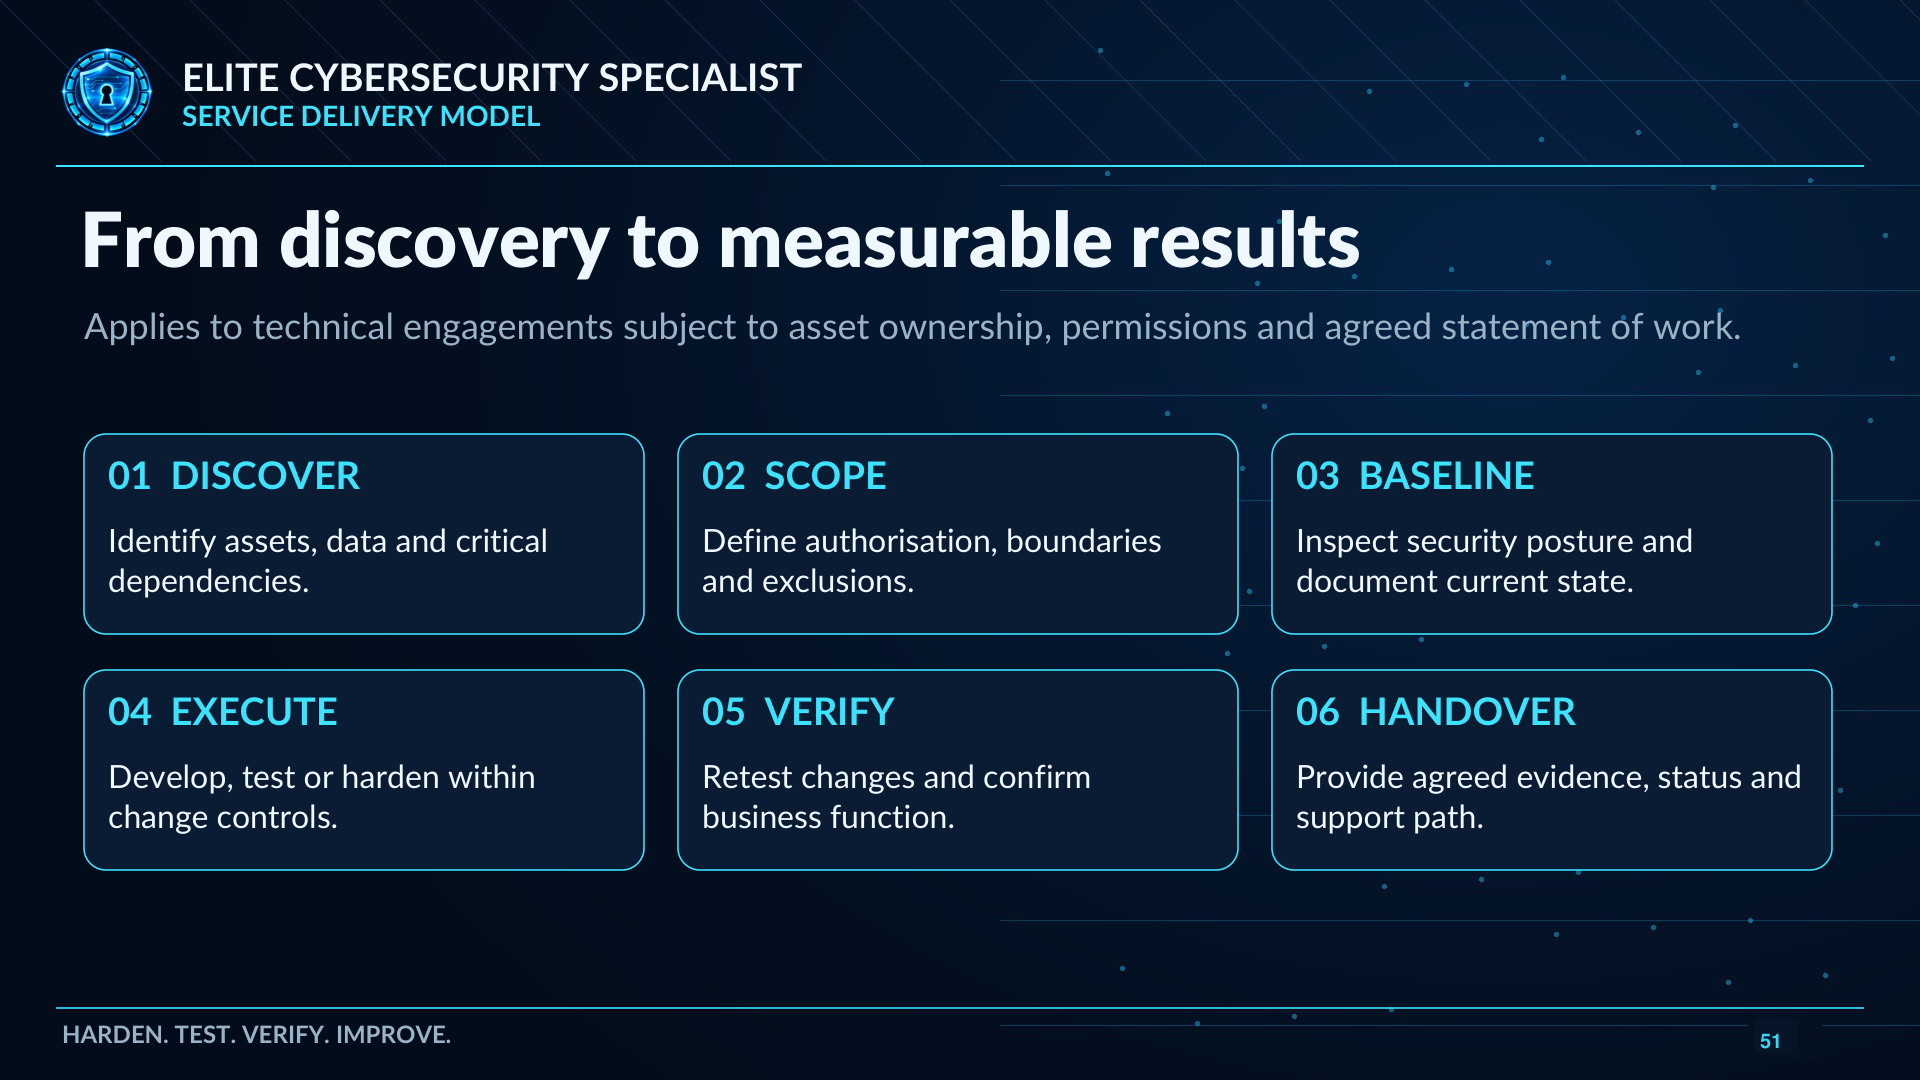 ELITE CYBERSECURITY SPECIALIST
SERVICE DELIVERY MODEL
From discovery to measurable results
Applies to technical engagements subject to asset ownership, permissions and agreed statement of work.
01 DISCOVER
Identify assets, data and critical
dependencies.
02 SCOPE
Define authorisation, boundaries
and exclusions.
03 BASELINE
Inspect security posture and
document current state.
04 EXECUTE
Develop, test or harden within
change controls.
05 VERIFY
Retest changes and confirm
business function.
06 HANDOVER
Provide agreed evidence, status and
support path.
HARDEN. TEST. VERIFY. IMPROVE.
51